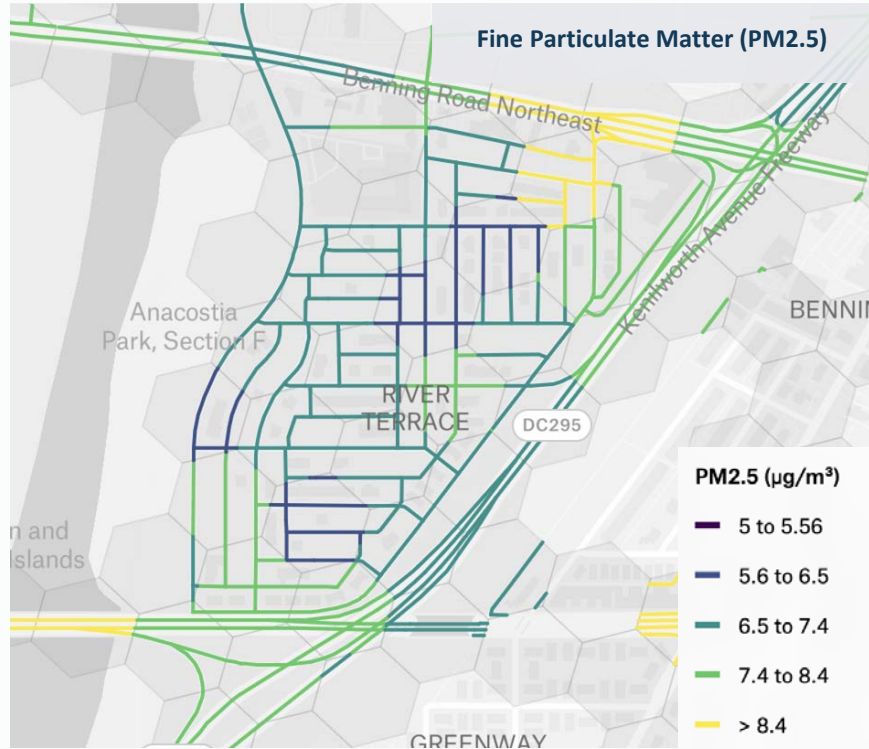 Fine Particulate Matter (PM2.5)
Benning Road Northeast
Kenilworth Avenue Freeway
Anacostia
Park, Section F
BENNIN
RIVER
TERRACE
DC295
n and
Islands
PM2.5 (μg/m³)
5 to 5.56
5.6 to 6.5
6.5 to 7.4
7.4 to 8.4
> 8.4
GREENWAY